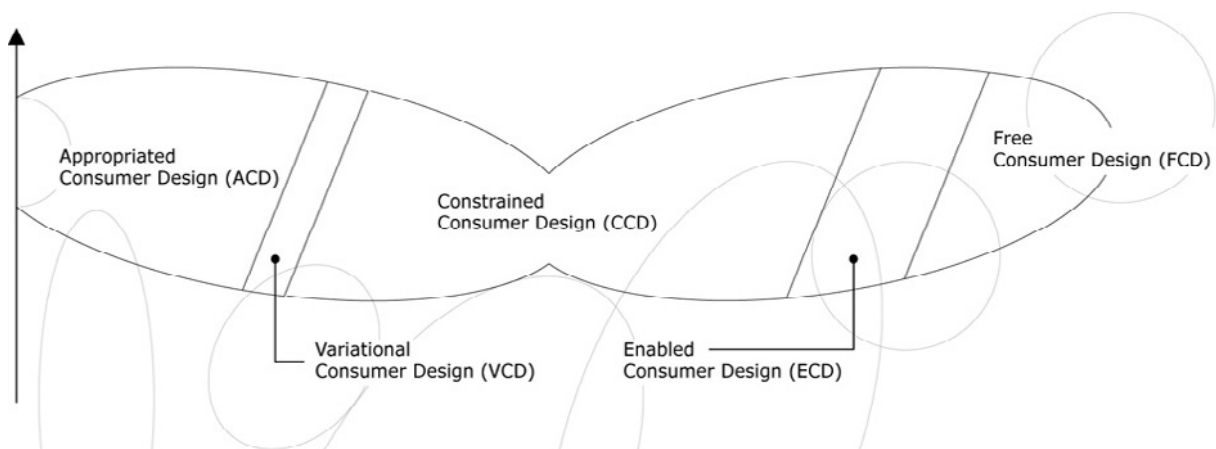 Appropriated
Consumer Design (ACD)
Constrained
Consumer Design (CCD)
Free
Consumer Design (FCD)
Variational
Consumer Design (VCD)
Enabled
Consumer Design (ECD)